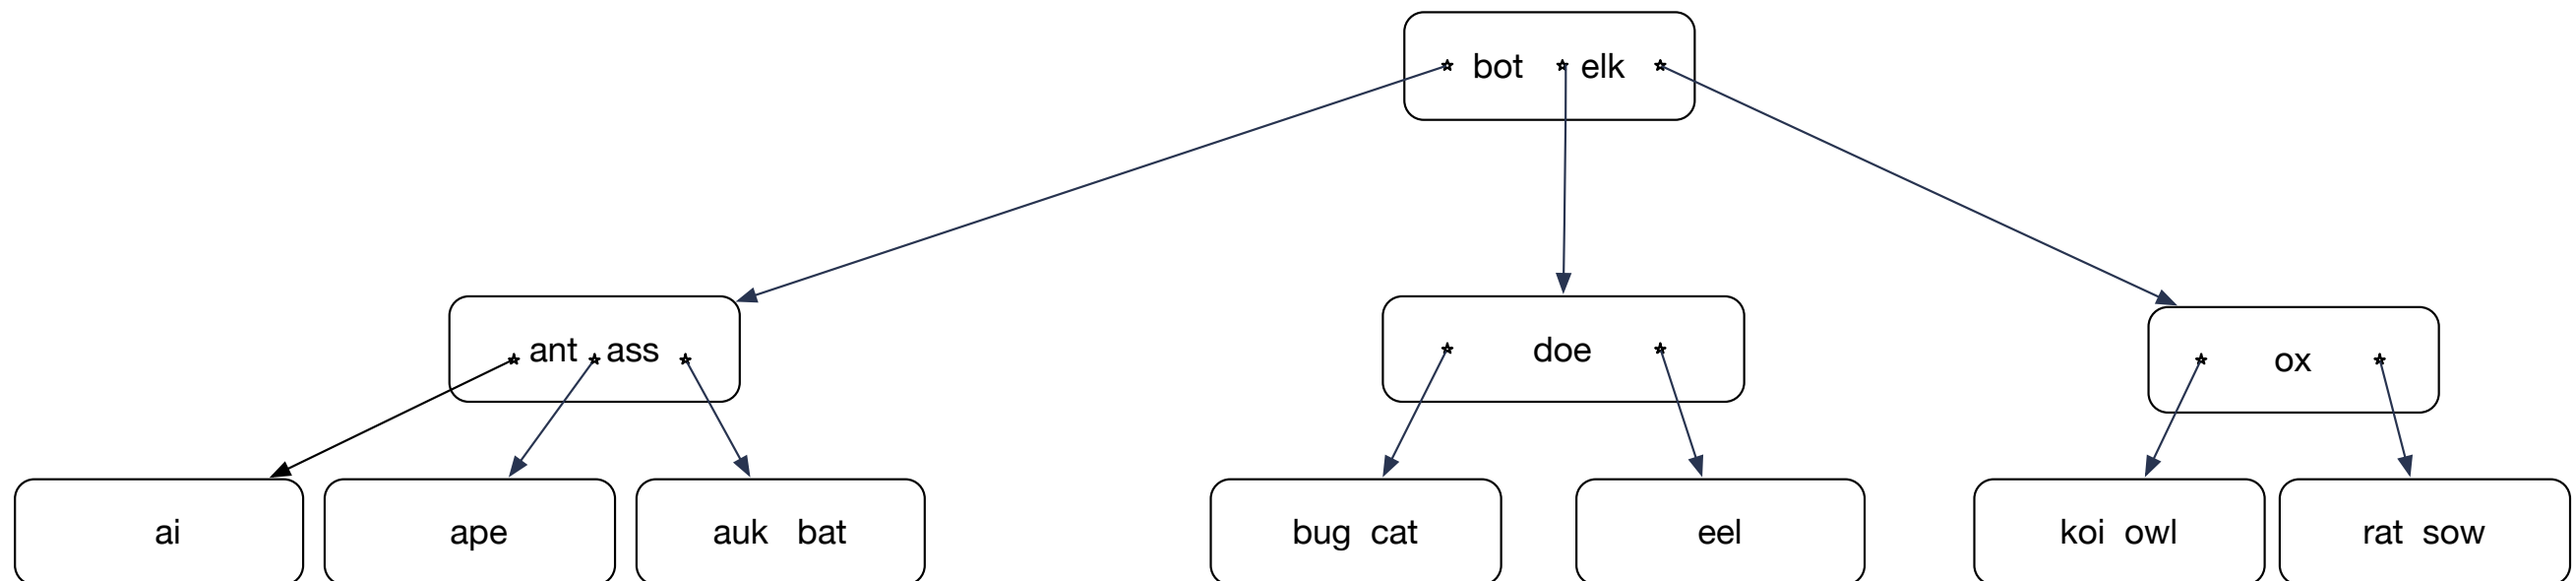 bot elk
ant ass
doe
ox
ai
ape
auk bat
bug cat
eel
koi owl
rat sow